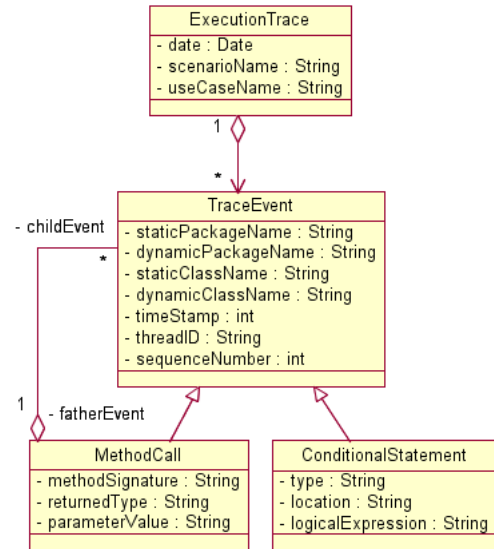 ExecutionTrace
- date : Date
- scenarioName : String
- useCaseName : String
1
*
TraceEvent
- staticPackageName : String
- dynamicPackageName : String
- staticClassName : String
- dynamicClassName : String
- timeStamp : int
- threadID : String
- sequenceNumber : int
- childEvent
*
1
- fatherEvent
MethodCall
- methodSignature : String
- returnedType : String
- parameterValue : String
ConditionalStatement
- type : String
- location : String
- logicalExpression : String